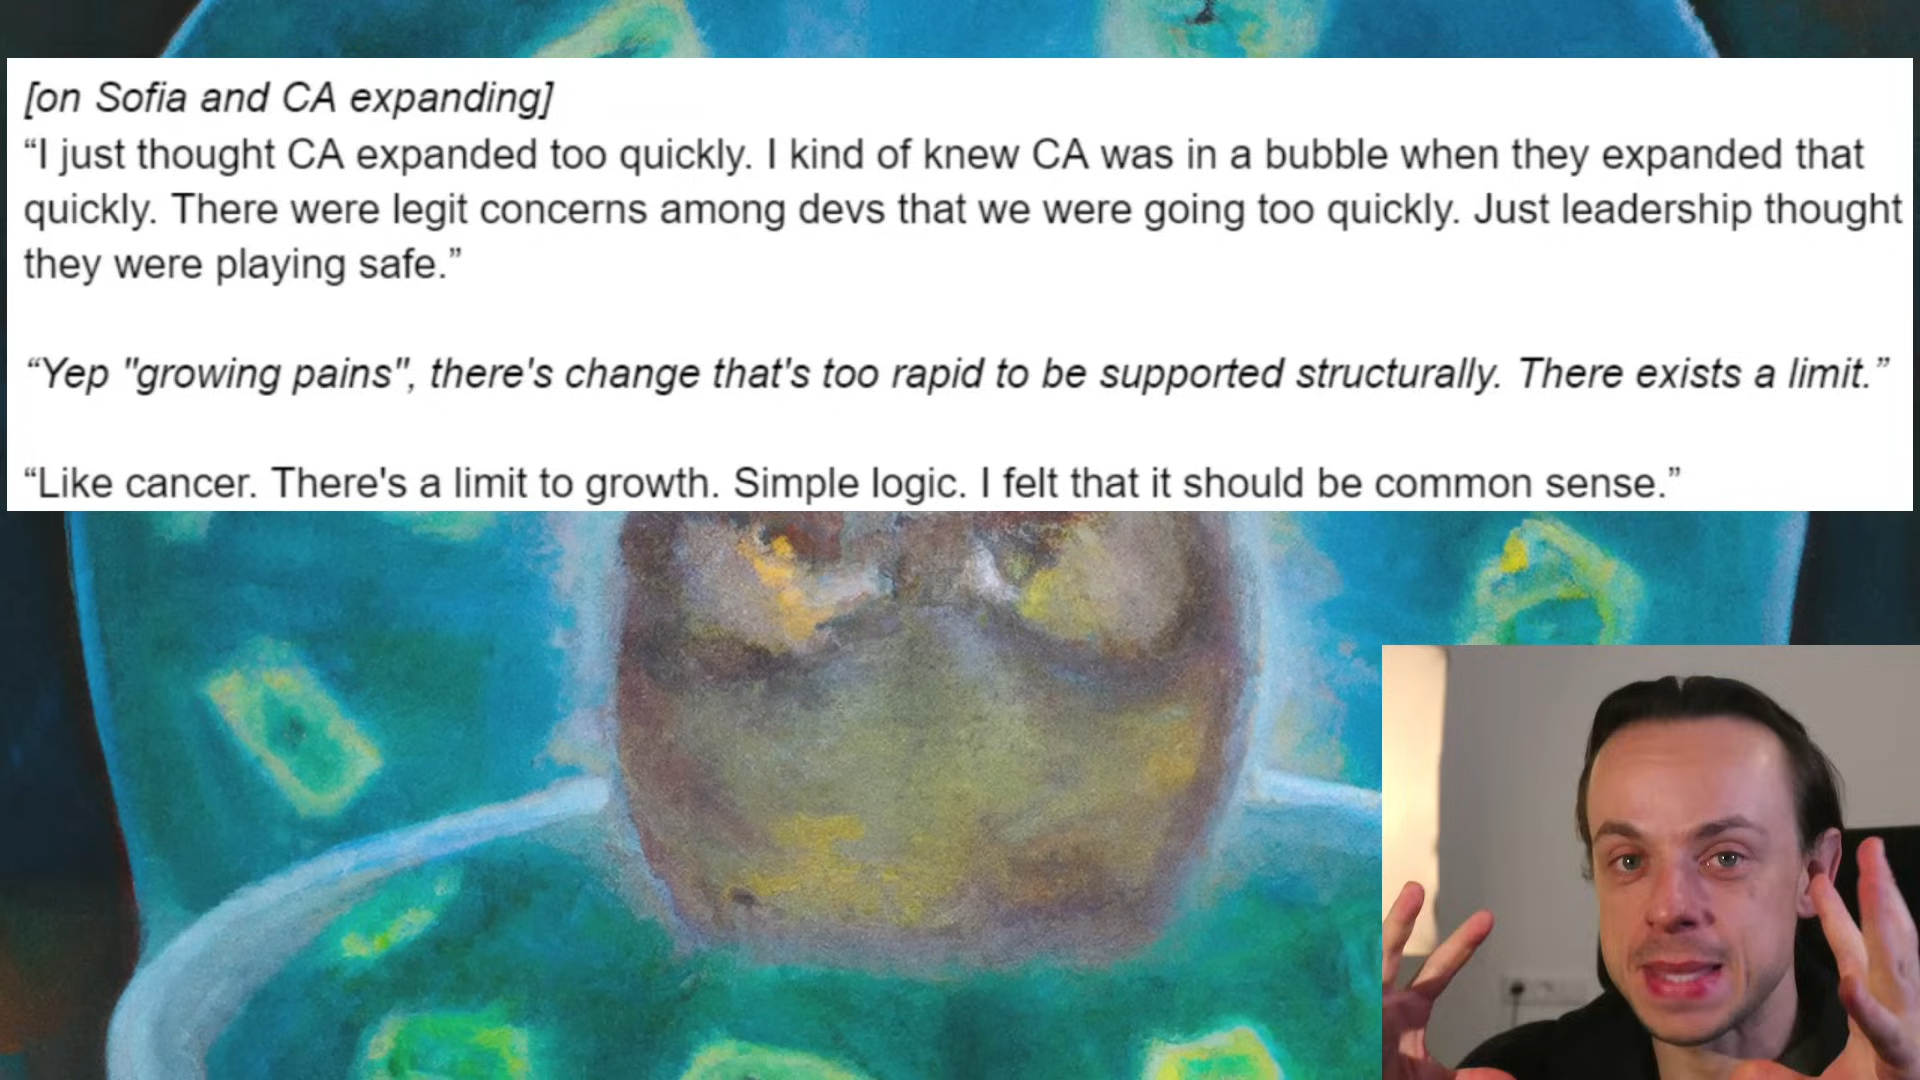 [on Sofia and CA expanding]
“I just thought CA expanded too quickly. I kind of knew CA was in a bubble when they expanded that
quickly. There were legit concerns among devs that we were going too quickly. Just leadership thought
they were playing safe.”
“Yep "growing pains", there's change that's too rapid to be supported structurally. There exists a limit.”
“Like cancer. There's a limit to growth. Simple logic. I felt that it should be common sense.”